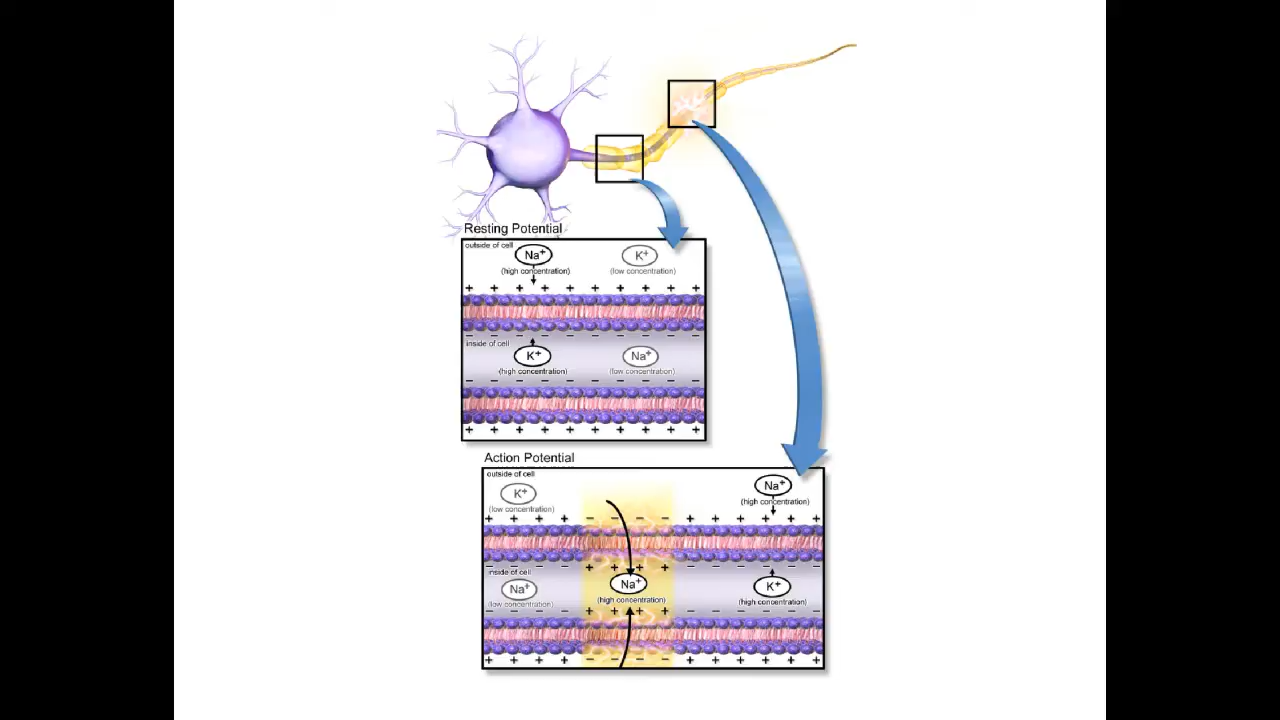 Resting Potential
outside of cell
Na+
K+
(high concentration)
(low concentration)
+ + + + + + + + + +
− − − − − − − − − −
inside of cell
K+
Na+
(high concentration)
(low concentration)
− − − − − − − − − −
+ + + + + + + + + +
Action Potential
outside of cell
K+
Na+
(low concentration)
(high concentration)
+ + + + − − − − + + + + + +
− − − − + + + + − − − − − −
inside of cell
Na+
Na+
K+
(low concentration)
(high concentration)
(high concentration)
− − − − + + + + − − − − − −
+ + + + − − − + + + + + +